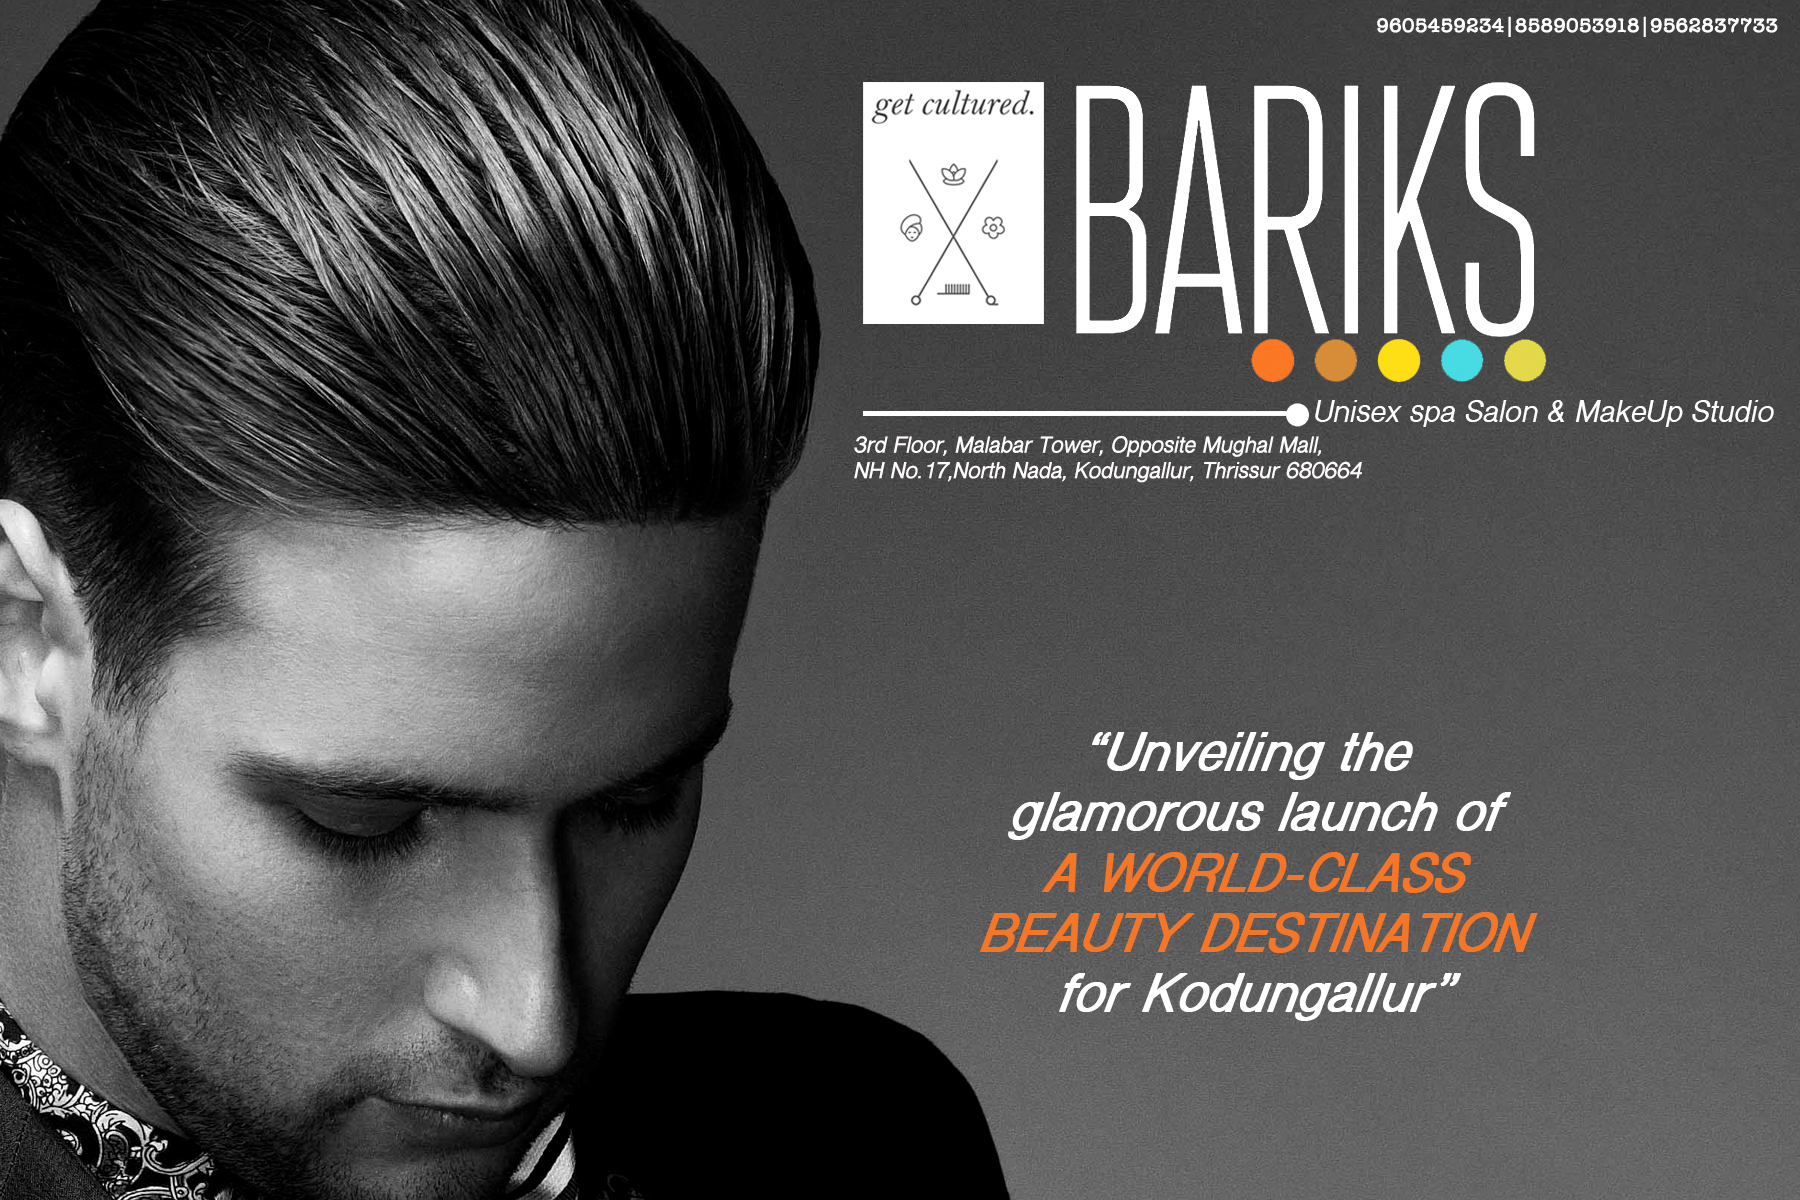 9605459234|8589053918|9562837733
get cultured.
BARIKS
Unisex spa Salon & MakeUp Studio
3rd Floor, Malabar Tower, Opposite Mughal Mall,
NH No.17,North Nada, Kodungallur, Thrissur 680664
“Unveiling the
glamorous launch of
A WORLD-CLASS
BEAUTY DESTINATION
for Kodungallur”